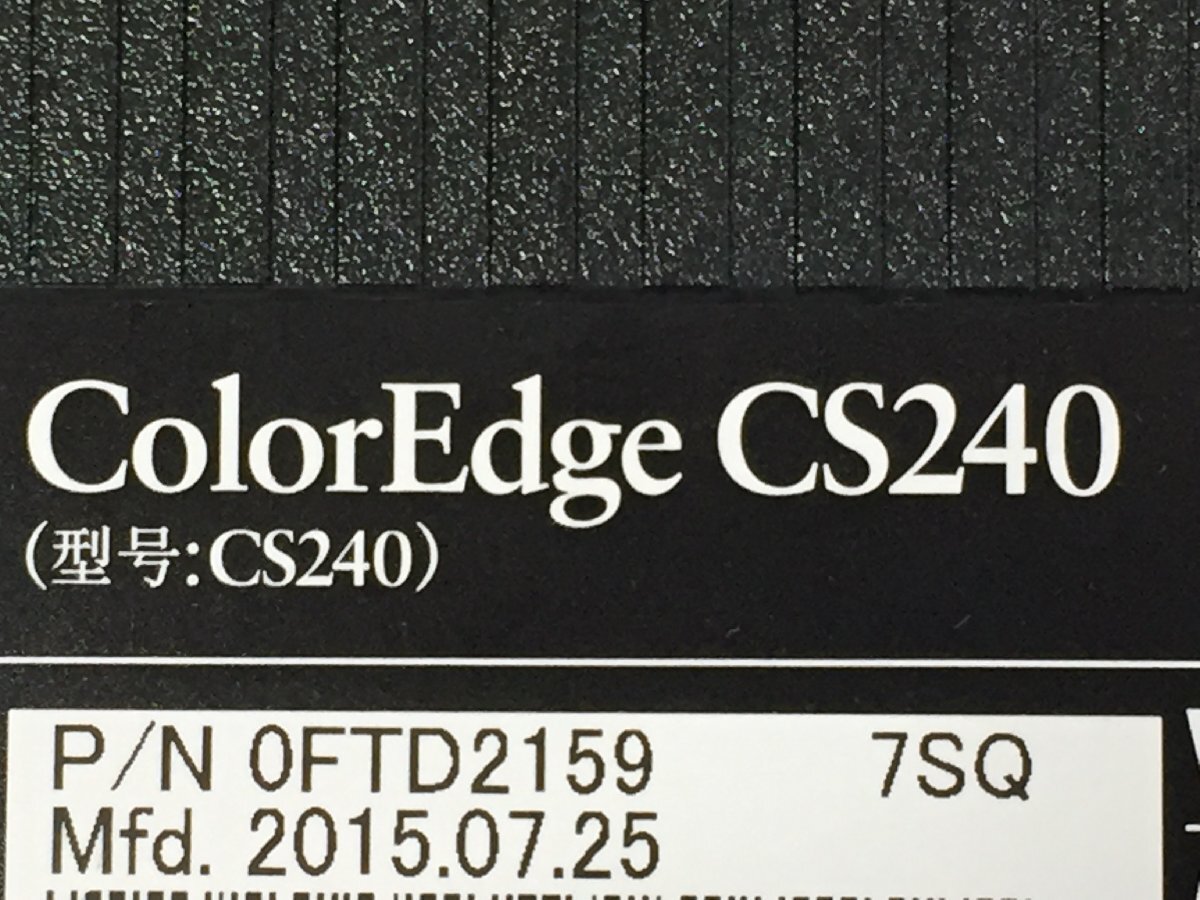 ColorEdge CS240
(型号:CS240)
P/N 0FTD2159 7SQ
Mfd. 2015.07.25